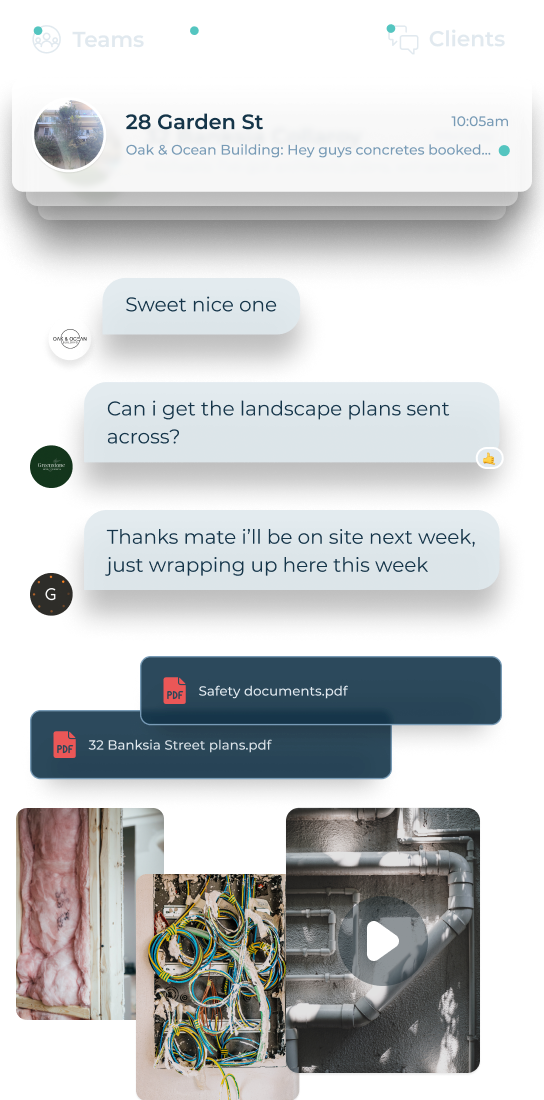 Teams
Clients
28 Garden St
10:05am
Oak & Ocean Building: Hey guys concretes booked...
Sweet nice one
OAK & OCEAN
Can i get the landscape plans sent
across?
Greenstone
Thanks mate i’ll be on site next week,
just wrapping up here this week
G
PDF
Safety documents.pdf
PDF
32 Banksia Street plans.pdf